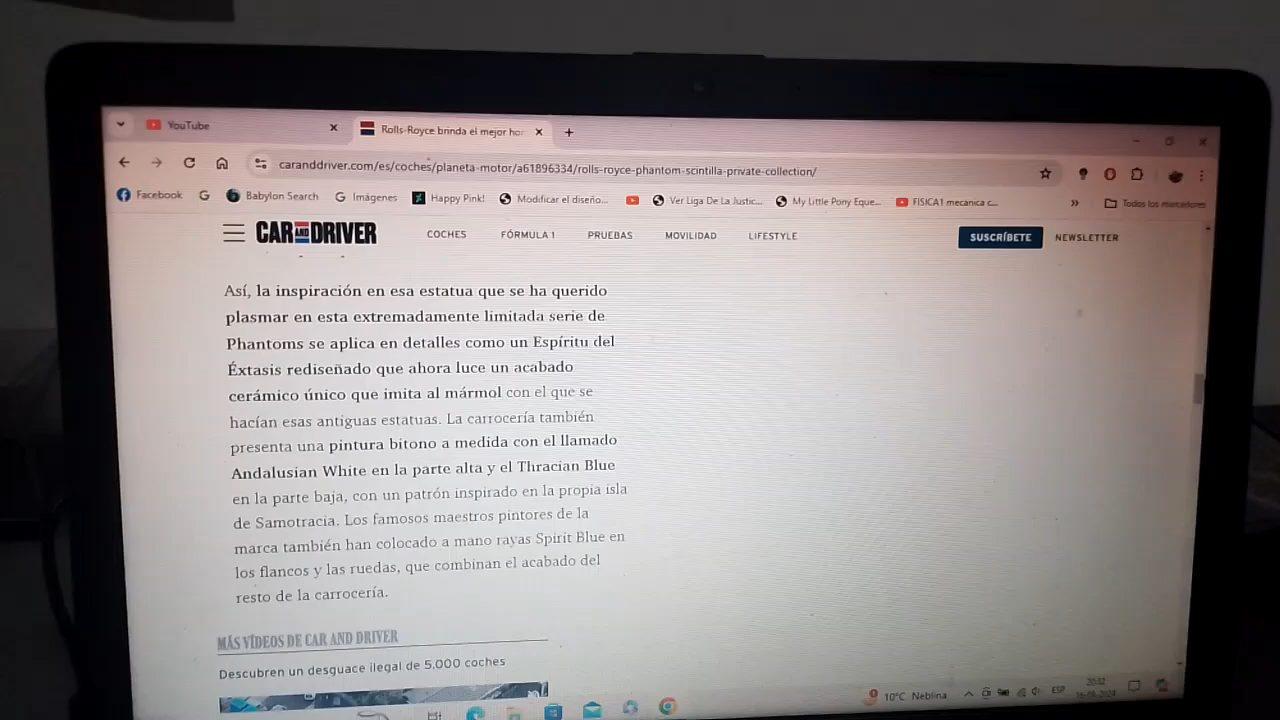 YouTube
Rolls-Royce brinda el mejor ho
caranddriver.com/es/coches/planeta-motor/a61896334/rolls-royce-phantom-scintilla-private-collection/
Facebook
Babylon Search
Imágenes
Happy Pink!
Modificar el diseño...
Ver Liga De La Justic...
My Little Pony Eque...
FISICA1 mecanica c...
Todos los marcadores
CAR AND DRIVER
COCHES
FÓRMULA 1
PRUEBAS
MOVILIDAD
LIFESTYLE
SUSCRÍBETE
NEWSLETTER
Así, la inspiración en esa estatua que se ha querido
plasmar en esta extremadamente limitada serie de
Phantoms se aplica en detalles como un Espíritu del
Éxtasis rediseñado que ahora luce un acabado
cerámico único que imita al mármol con el que se
hacían esas antiguas estatuas. La carrocería también
presenta una pintura bitono a medida con el llamado
Andalusian White en la parte alta y el Thracian Blue
en la parte baja, con un patrón inspirado en la propia isla
de Samotracia. Los famosos maestros pintores de la
marca también han colocado a mano rayas Spirit Blue en
los flancos y las ruedas, que combinan el acabado del
resto de la carrocería.
MÁS VÍDEOS DE CAR AND DRIVER
Descubren un desguace ilegal de 5.000 coches
10°C Neblina
ESP
20:12
16-08-2024